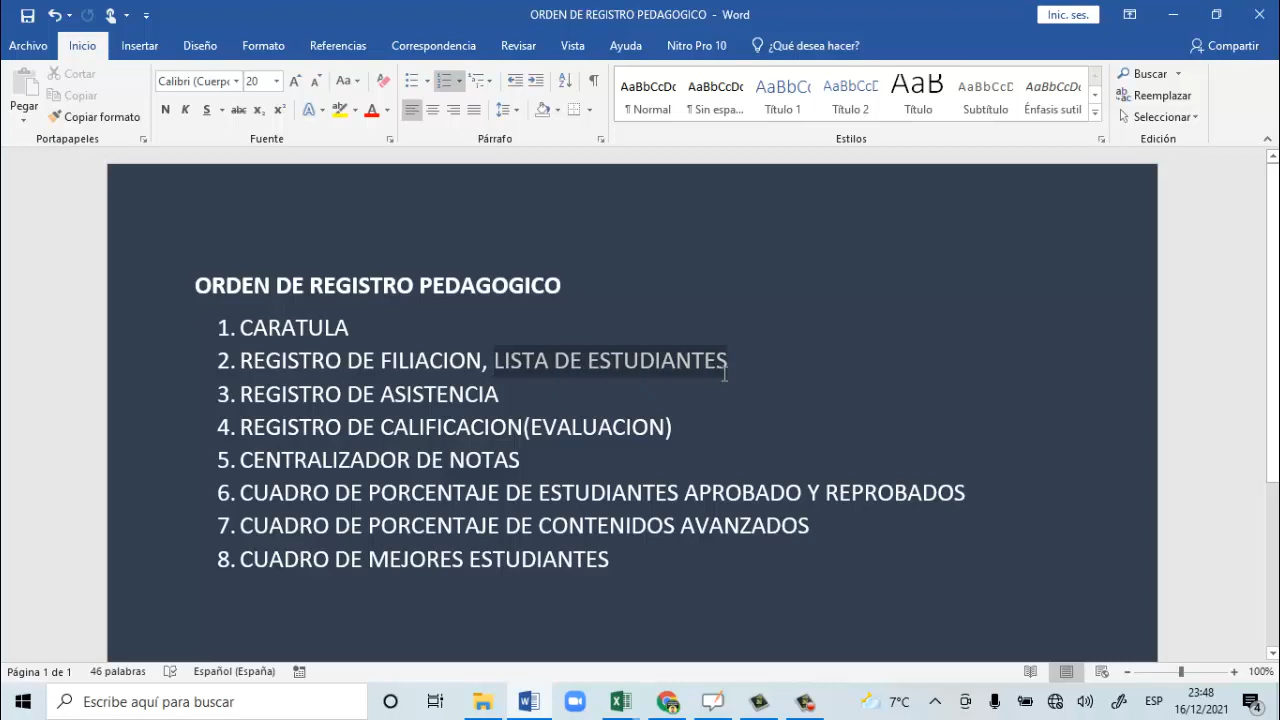 ORDEN DE REGISTRO PEDAGOGICO - Word
Inic. ses.
Archivo Inicio Insertar Diseño Formato Referencias Correspondencia Revisar Vista Ayuda Nitro Pro 10 ¿Qué desea hacer? Compartir
Pegar
Cortar
Copiar
Copiar formato
Portapapeles
Calibri (Cuerpo 20
Aa
N K S abc x₂ x²
Fuente
Párrafo
AaBbCcDc AaBbCcDc AaBbCc AaBbCcD AaB AaBbCcD AaBbCcDc
¶ Normal ¶ Sin espa... Título 1 Título 2 Título Subtítulo Énfasis sutil
Estilos
Buscar
Reemplazar
Seleccionar
Edición
ORDEN DE REGISTRO PEDAGOGICO
1. CARATULA
2. REGISTRO DE FILIACION, LISTA DE ESTUDIANTES
3. REGISTRO DE ASISTENCIA
4. REGISTRO DE CALIFICACION(EVALUACION)
5. CENTRALIZADOR DE NOTAS
6. CUADRO DE PORCENTAJE DE ESTUDIANTES APROBADO Y REPROBADOS
7. CUADRO DE PORCENTAJE DE CONTENIDOS AVANZADOS
8. CUADRO DE MEJORES ESTUDIANTES
Página 1 de 1 46 palabras Español (España) 100%
Escribe aquí para buscar
7°C
ESP
23:48
16/12/2021
4